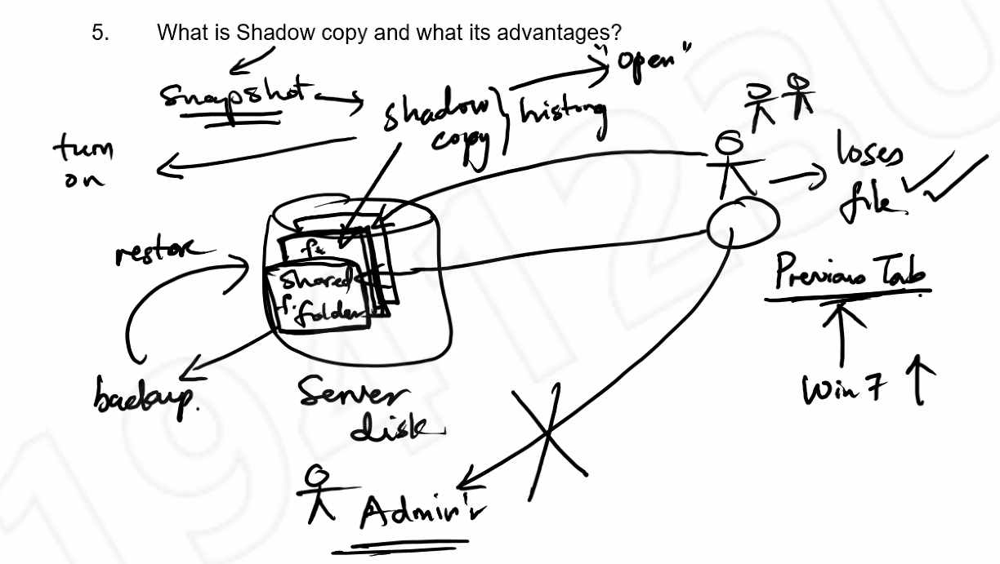 5. What is Shadow copy and what its advantages?
"open"
Snapshot
shadow
copy
history
turn
on
loses
file
restore
f
shared
f. folder
Previous Tab
backup.
Server
disk
Win 7
Admin'r